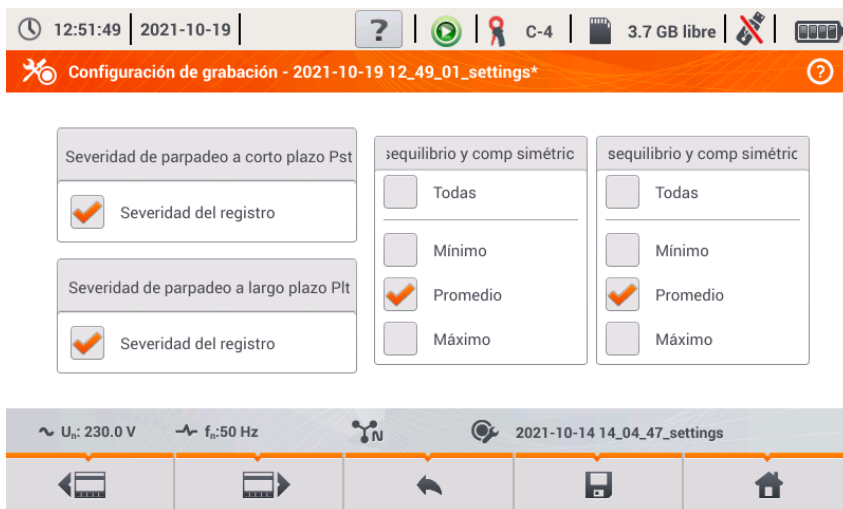 12:51:49 2021-10-19 ? C-4 3.7 GB libre
Configuración de grabación - 2021-10-19 12_49_01_settings* ?
Severidad de parpadeo a corto plazo Pst
Severidad del registro
Severidad de parpadeo a largo plazo Plt
Severidad del registro
sequilibrio y comp simétric
Todas
Mínimo
Promedio
Máximo
sequilibrio y comp simétric
Todas
Mínimo
Promedio
Máximo
Un: 230.0 V fn:50 Hz N 2021-10-14 14_04_47_settings